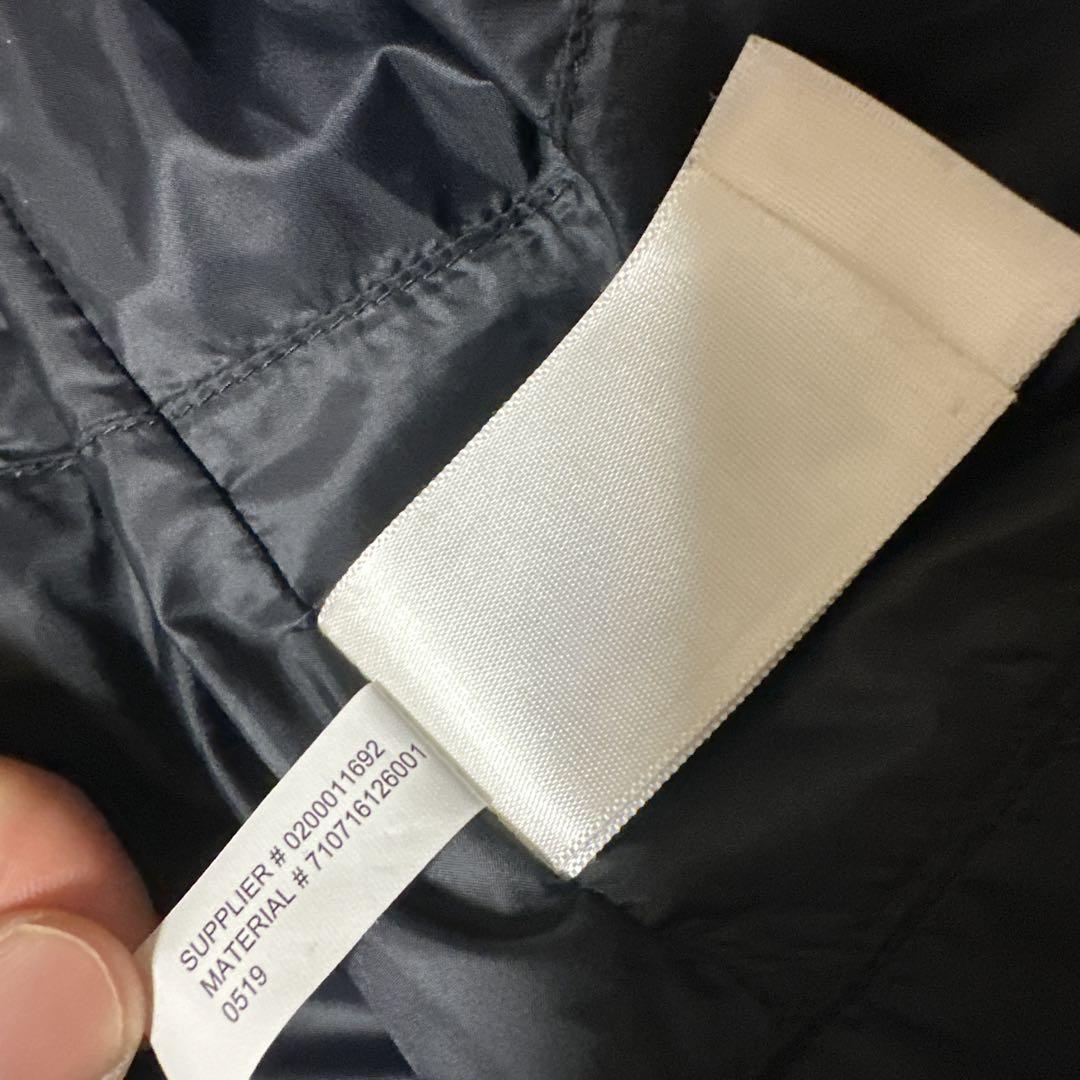 SUPPLIER # 0200011692
MATERIAL # 710716126001
0519